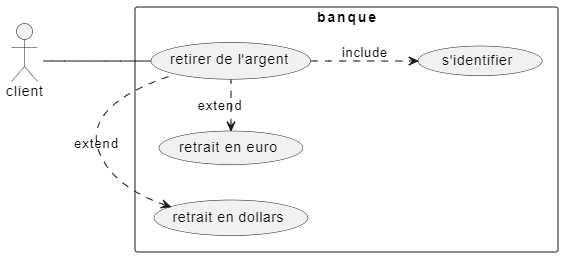 banque
retirer de l'argent
include
s'identifier
client
extend
extend
retrait en euro
retrait en dollars